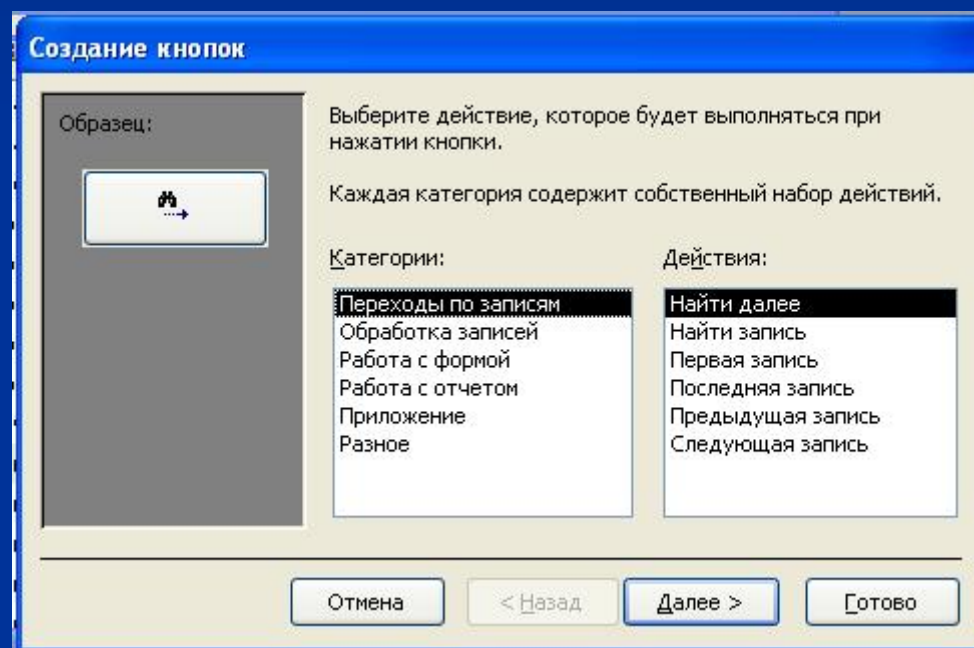 Создание кнопок
Образец:
Выберите действие, которое будет выполняться при
нажатии кнопки.
Каждая категория содержит собственный набор действий.
Категории:
Переходы по записям
Обработка записей
Работа с формой
Работа с отчетом
Приложение
Разное
Действия:
Найти далее
Найти запись
Первая запись
Последняя запись
Предыдущая запись
Следующая запись
Отмена
< Назад
Далее >
Готово